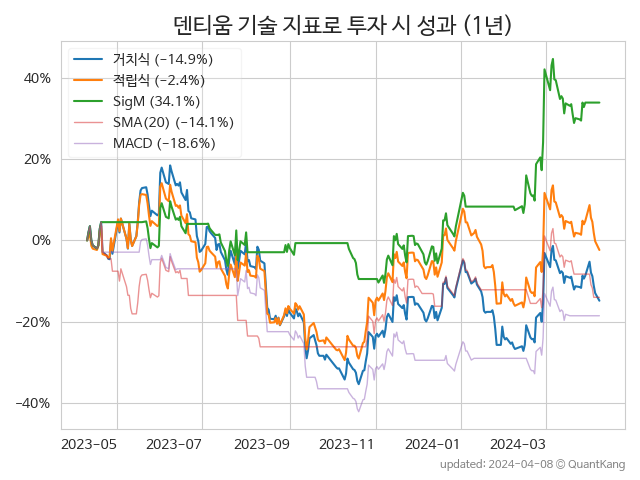 덴티움 기술 지표로 투자 시 성과 (1년)
거치식 (−14.9%)
적립식 (−2.4%)
SigM (34.1%)
SMA(20) (−14.1%)
MACD (−18.6%)
40%
20%
0%
−20%
−40%
2023-05 2023-07 2023-09 2023-11 2024-01 2024-03
updated: 2024-04-08 © QuantKang